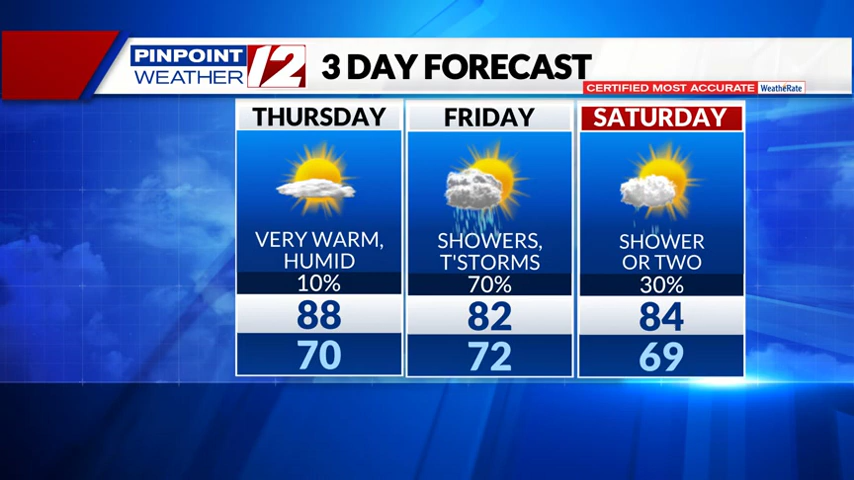 PINPOINT
WEATHER 12
3 DAY FORECAST
CERTIFIED MOST ACCURATE WeatheRate
THURSDAY FRIDAY SATURDAY
VERY WARM, SHOWERS, SHOWER
HUMID T'STORMS OR TWO
10% 70% 30%
88 82 84
70 72 69